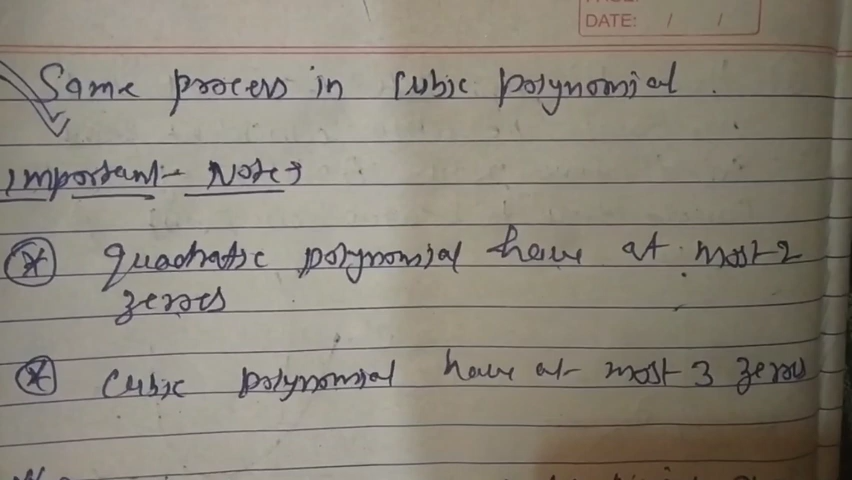 DATE: / /
Same process in cubic polynomial.
Important:- Note:
quadratic polynomial have at most 2
zeroes
cubic polynomial have at most 3 zeros